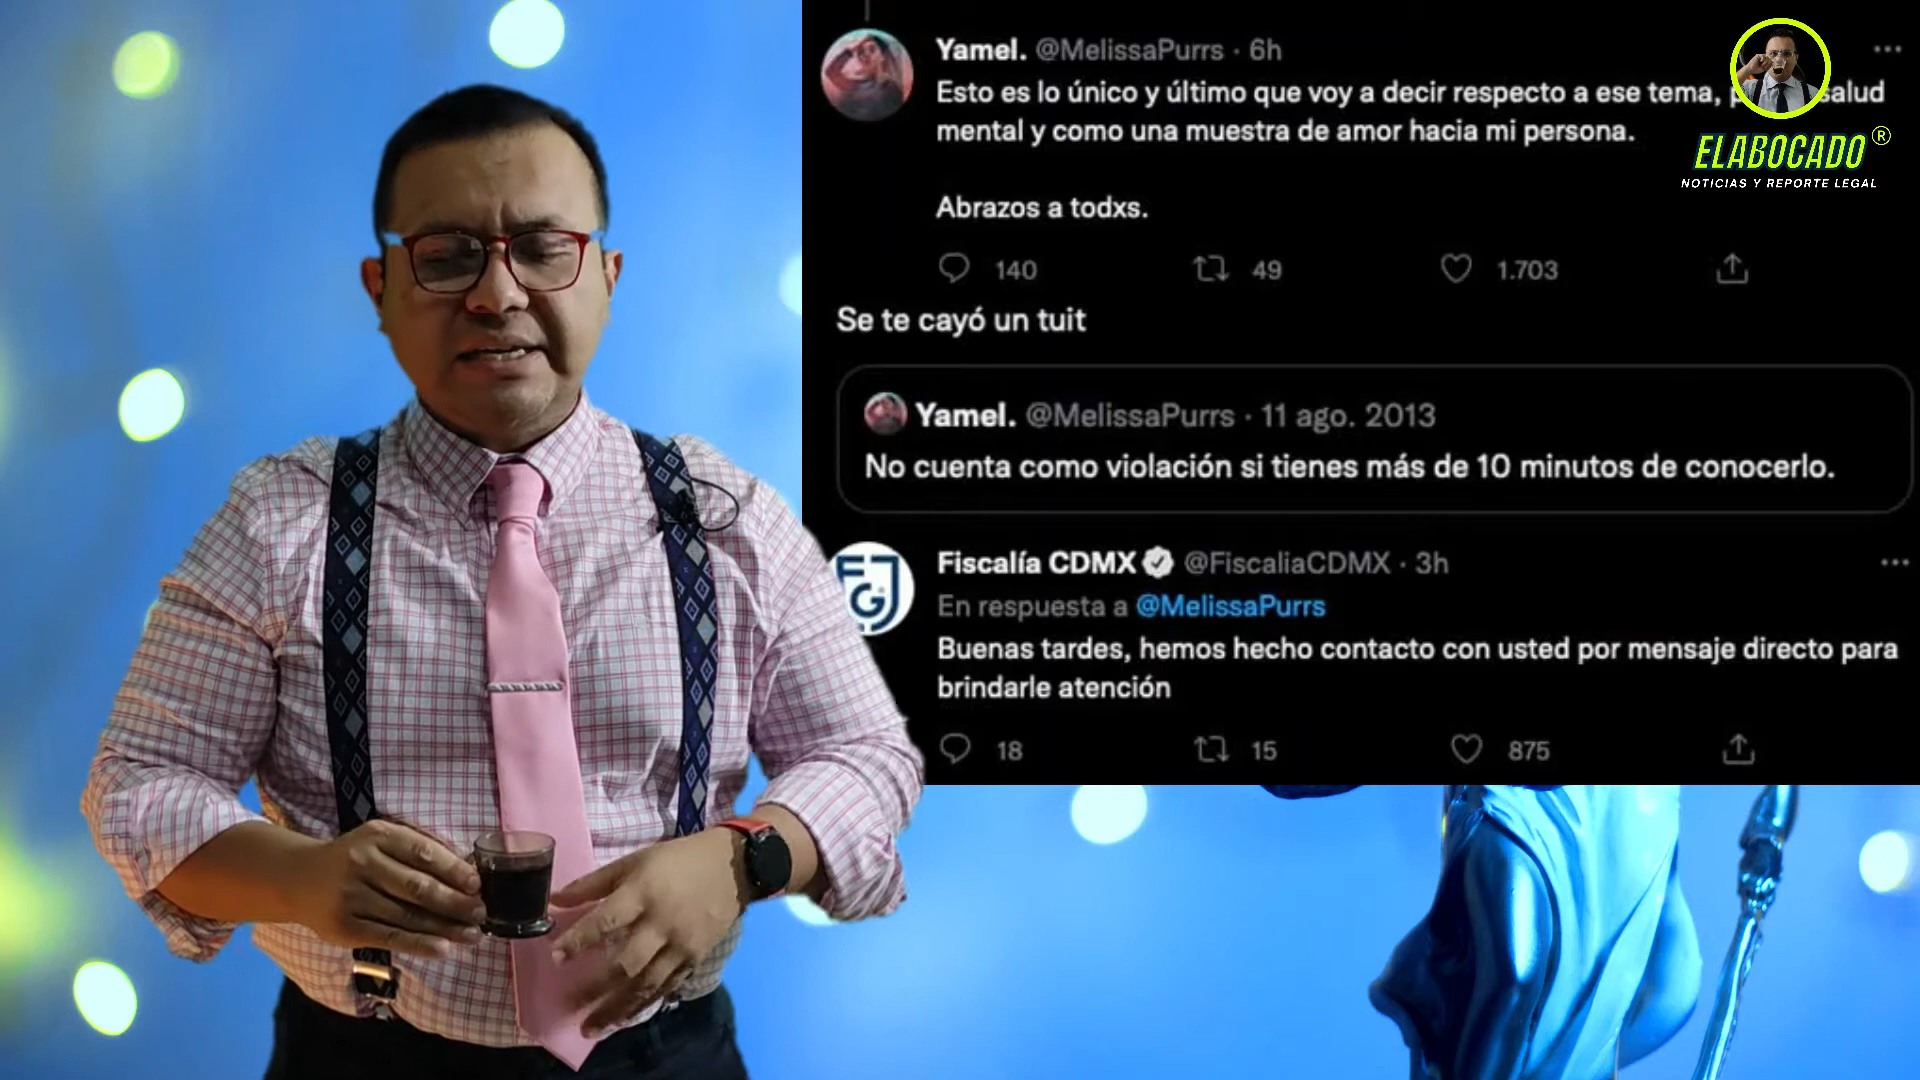 Yamel. @MelissaPurrs · 6h
Esto es lo único y último que voy a decir respecto a ese tema, salud
mental y como una muestra de amor hacia mi persona.
Abrazos a todxs.
140 49 1.703
Se te cayó un tuit
Yamel. @MelissaPurrs · 11 ago. 2013
No cuenta como violación si tienes más de 10 minutos de conocerlo.
Fiscalía CDMX @FiscaliaCDMX · 3h
En respuesta a @MelissaPurrs
Buenas tardes, hemos hecho contacto con usted por mensaje directo para
brindarle atención
18 15 875
ELABOCADO ®
NOTICIAS Y REPORTE LEGAL
FJ
G